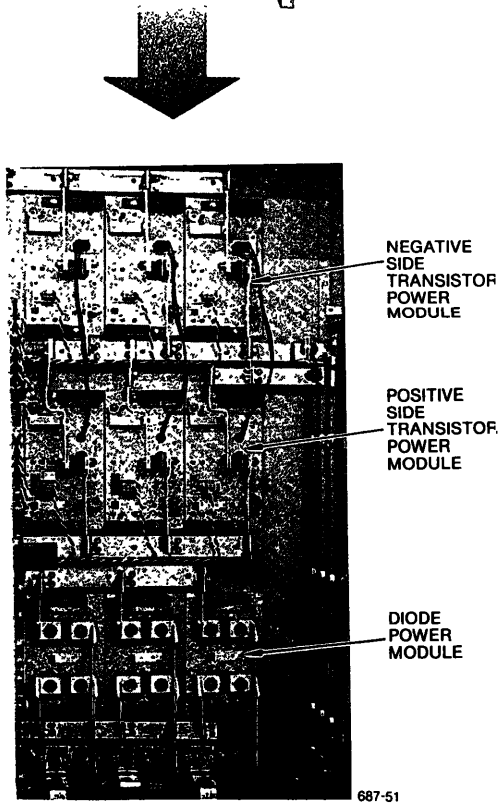 NEGATIVE
SIDE
TRANSISTOR
POWER
MODULE
POSITIVE
SIDE
TRANSISTOR
POWER
MODULE
DIODE
POWER
MODULE
687-51